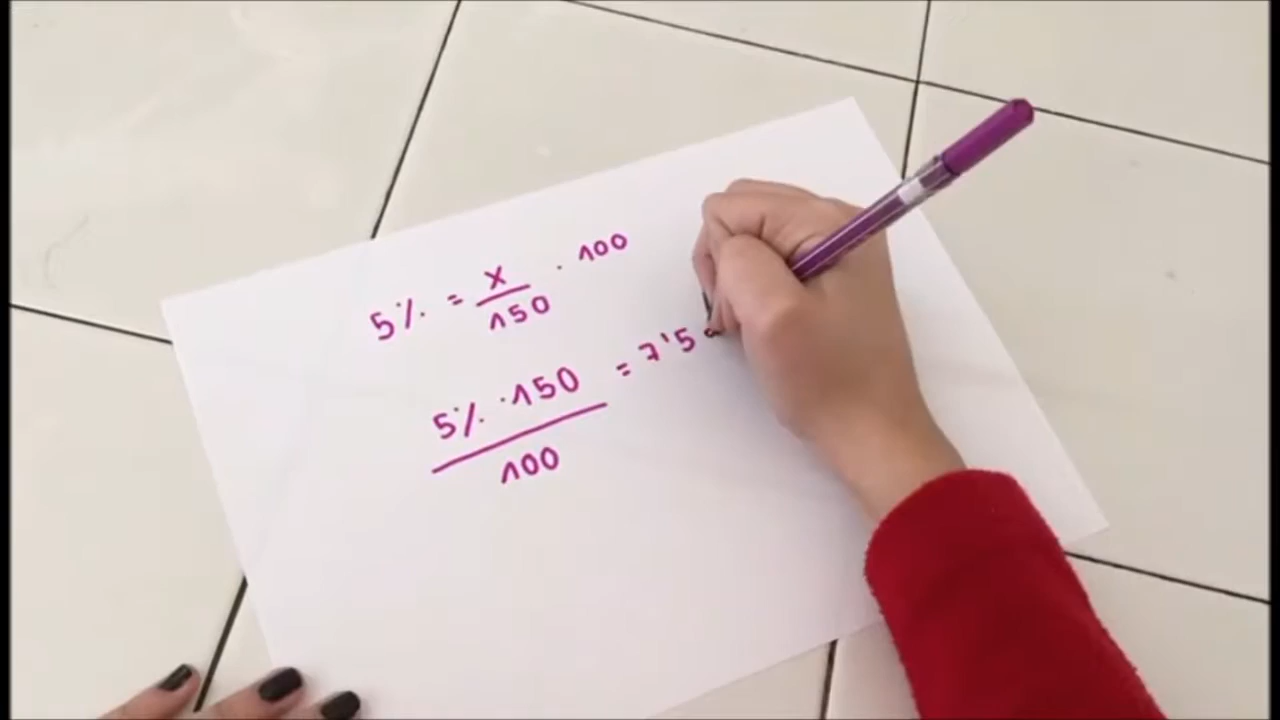 5% = x/150 · 100
5% · 150/100 = 7'5